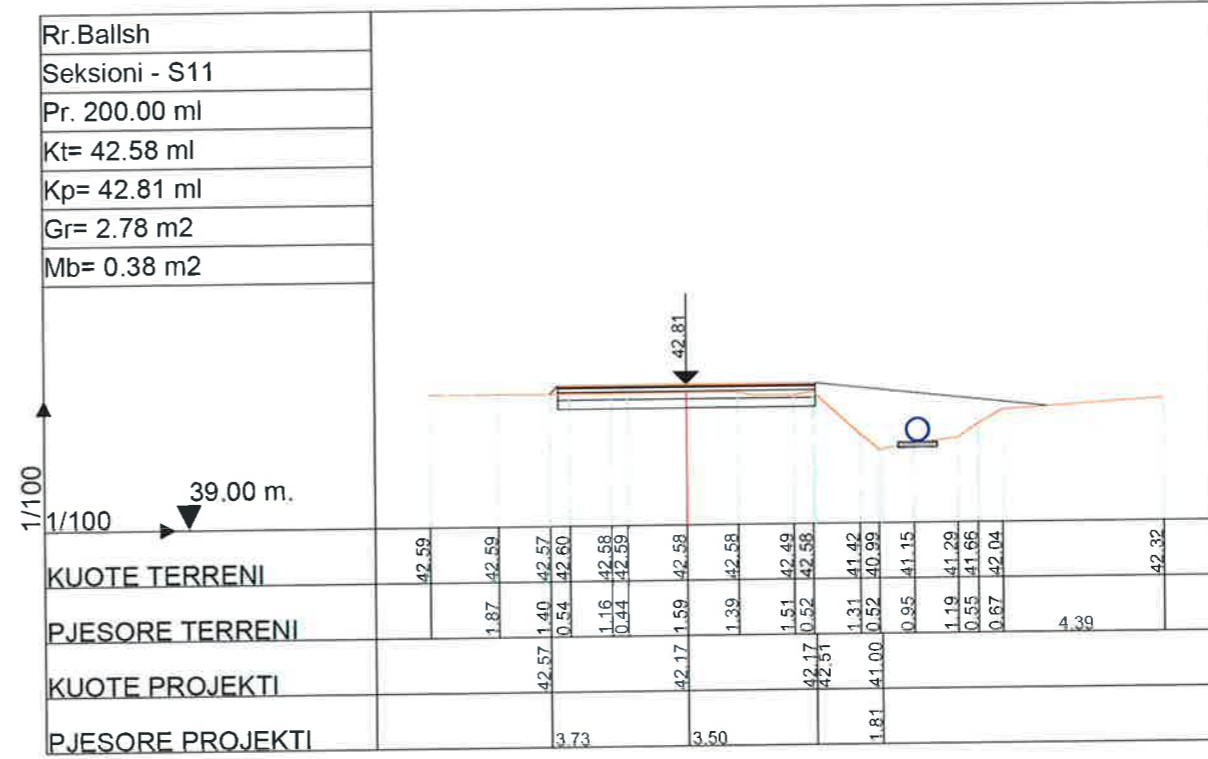 Rr.Ballsh
Seksioni - S11
Pr. 200.00 ml
Kt= 42.58 ml
Kp= 42.81 ml
Gr= 2.78 m2
Mb= 0.38 m2
42.81
1/100
39.00 m.
1/100
KUOTE TERRENI 42.59 42.59 42.57 42.60 42.58 42.59 42.58 42.58 42.49 42.58 41.42 40.99 41.15 41.29 41.66 42.04 42.32
PJESORE TERRENI 1.87 1.40 0.54 1.16 0.44 1.59 1.39 1.51 0.52 1.31 0.52 0.95 1.19 0.55 0.67 4.39
KUOTE PROJEKTI 42.57 42.17 42.17 42.51 41.00
PJESORE PROJEKTI 3.73 3.50 1.81